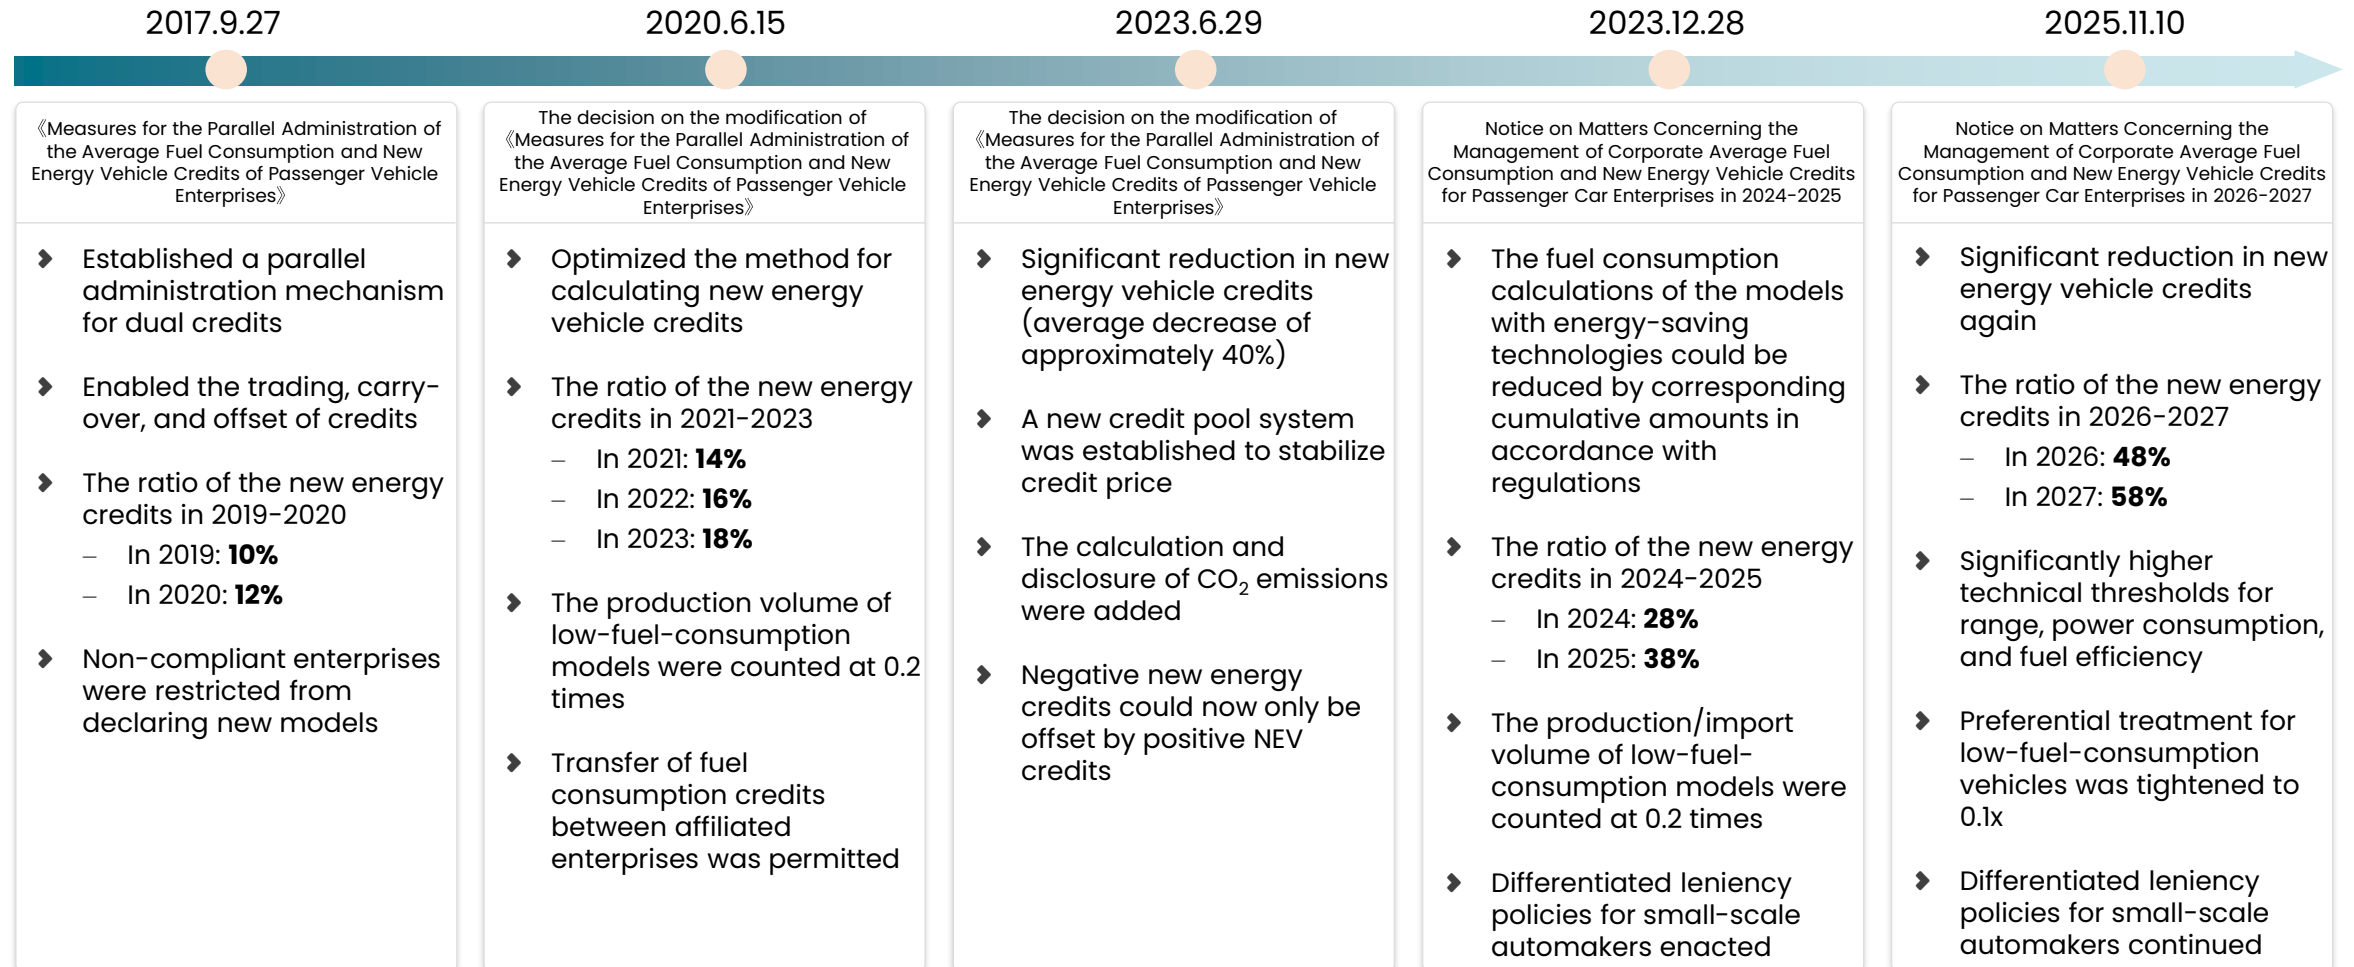 2017.9.27
2020.6.15
2023.6.29
2023.12.28
2025.11.10
《Measures for the Parallel Administration of
the Average Fuel Consumption and New
Energy Vehicle Credits of Passenger Vehicle
Enterprises》
Established a parallel
administration mechanism
for dual credits
Enabled the trading, carry-
over, and offset of credits
The ratio of the new energy
credits in 2019-2020
– In 2019: 10%
– In 2020: 12%
Non-compliant enterprises
were restricted from
declaring new models
The decision on the modification of
《Measures for the Parallel Administration of
the Average Fuel Consumption and New
Energy Vehicle Credits of Passenger Vehicle
Enterprises》
Optimized the method for
calculating new energy
vehicle credits
The ratio of the new energy
credits in 2021-2023
– In 2021: 14%
– In 2022: 16%
– In 2023: 18%
The production volume of
low-fuel-consumption
models were counted at 0.2
times
Transfer of fuel
consumption credits
between affiliated
enterprises was permitted
The decision on the modification of
《Measures for the Parallel Administration of
the Average Fuel Consumption and New
Energy Vehicle Credits of Passenger Vehicle
Enterprises》
Significant reduction in new
energy vehicle credits
(average decrease of
approximately 40%)
A new credit pool system
was established to stabilize
credit price
The calculation and
disclosure of CO₂ emissions
were added
Negative new energy
credits could now only be
offset by positive NEV
credits
Notice on Matters Concerning the
Management of Corporate Average Fuel
Consumption and New Energy Vehicle Credits
for Passenger Car Enterprises in 2024-2025
The fuel consumption
calculations of the models
with energy-saving
technologies could be
reduced by corresponding
cumulative amounts in
accordance with
regulations
The ratio of the new energy
credits in 2024-2025
– In 2024: 28%
– In 2025: 38%
The production/import
volume of low-fuel-
consumption models were
counted at 0.2 times
Differentiated leniency
policies for small-scale
automakers enacted
Notice on Matters Concerning the
Management of Corporate Average Fuel
Consumption and New Energy Vehicle Credits
for Passenger Car Enterprises in 2026-2027
Significant reduction in new
energy vehicle credits
again
The ratio of the new energy
credits in 2026-2027
– In 2026: 48%
– In 2027: 58%
Significantly higher
technical thresholds for
range, power consumption,
and fuel efficiency
Preferential treatment for
low-fuel-consumption
vehicles was tightened to
0.1x
Differentiated leniency
policies for small-scale
automakers continued